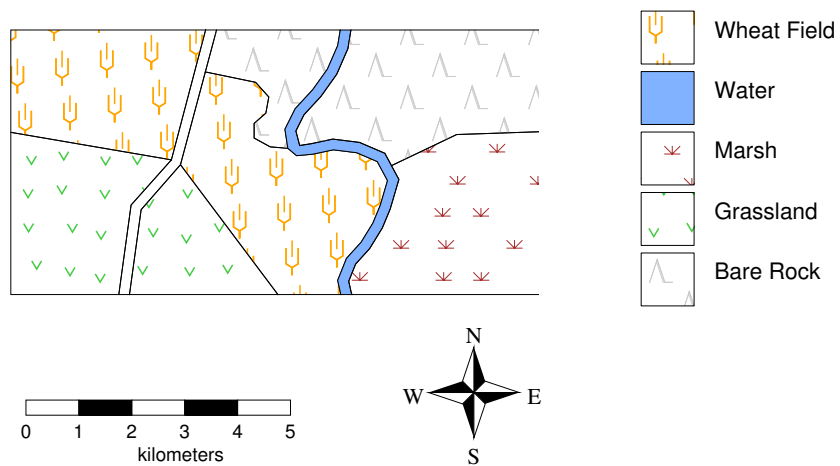 Wheat Field
Water
Marsh
Grassland
Bare Rock
N
W E
S
0 1 2 3 4 5
kilometers